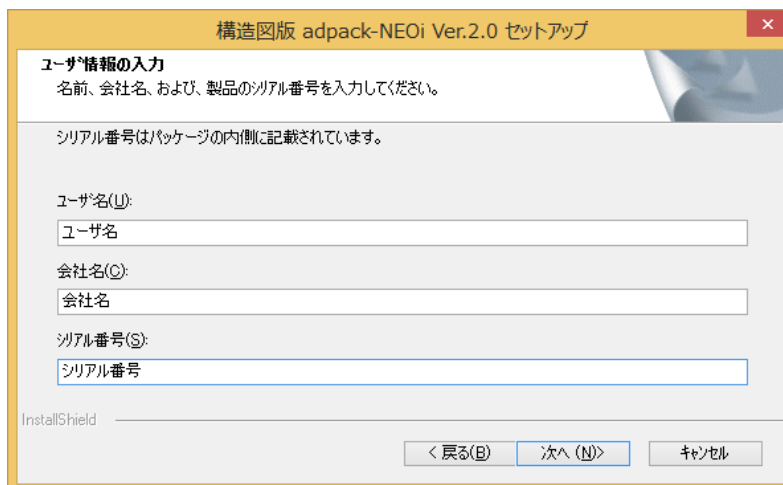 構造図版 adpack-NEOi Ver.2.0 セットアップ
ユーザ情報の入力
名前、会社名、および、製品のシリアル番号を入力してください。
シリアル番号はパッケージの内側に記載されています。
ユーザ名(U):
ユーザ名
会社名(C):
会社名
シリアル番号(S):
シリアル番号
InstallShield
< 戻る(B) 次へ (N)> キャンセル